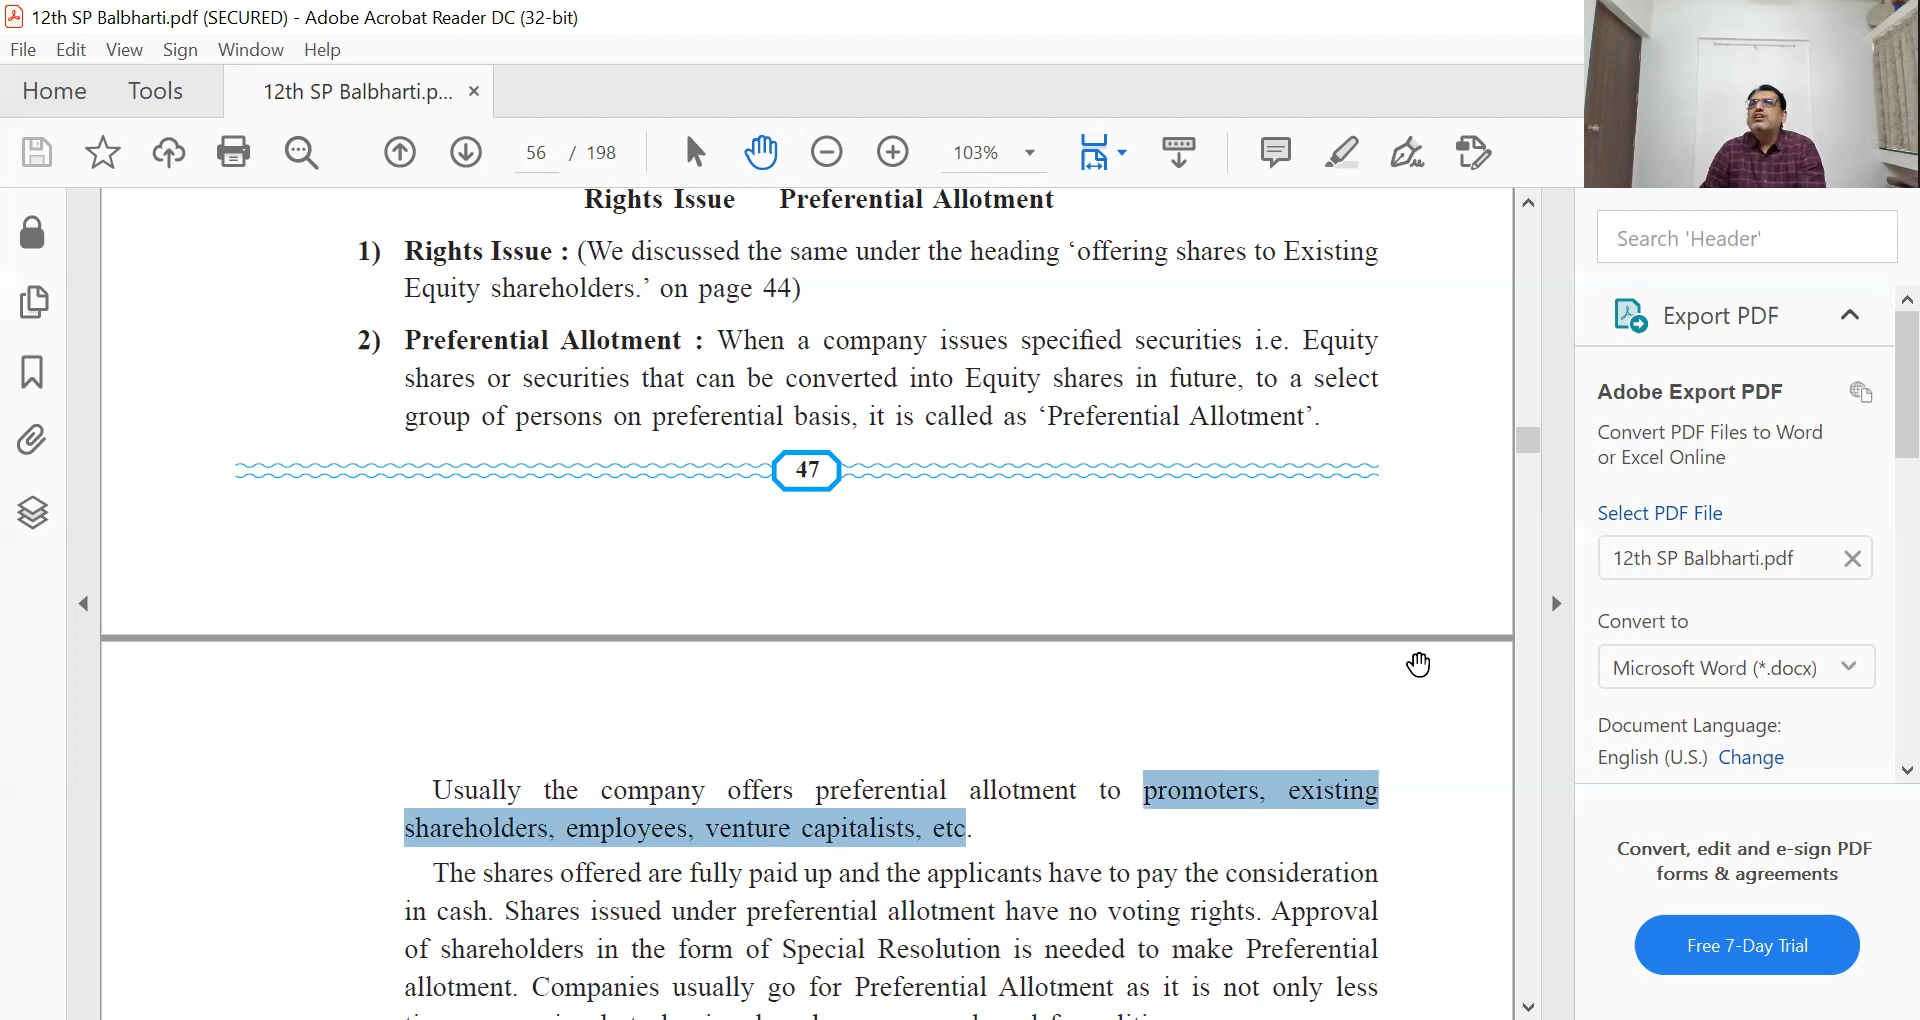 12th SP Balbharti.pdf (SECURED) - Adobe Acrobat Reader DC (32-bit)
File Edit View Sign Window Help
Home Tools 12th SP Balbharti.p... ×
56 / 198 103%
Rights Issue Preferential Allotment
1) Rights Issue : (We discussed the same under the heading ‘offering shares to Existing
Equity shareholders.’ on page 44)
2) Preferential Allotment : When a company issues specified securities i.e. Equity
shares or securities that can be converted into Equity shares in future, to a select
group of persons on preferential basis, it is called as ‘Preferential Allotment’.
47
Usually the company offers preferential allotment to promoters, existing
shareholders, employees, venture capitalists, etc.
The shares offered are fully paid up and the applicants have to pay the consideration
in cash. Shares issued under preferential allotment have no voting rights. Approval
of shareholders in the form of Special Resolution is needed to make Preferential
allotment. Companies usually go for Preferential Allotment as it is not only less
Search 'Header'
Export PDF
Adobe Export PDF
Convert PDF Files to Word
or Excel Online
Select PDF File
12th SP Balbharti.pdf
Convert to
Microsoft Word (*.docx)
Document Language:
English (U.S.) Change
Convert, edit and e-sign PDF
forms & agreements
Free 7-Day Trial